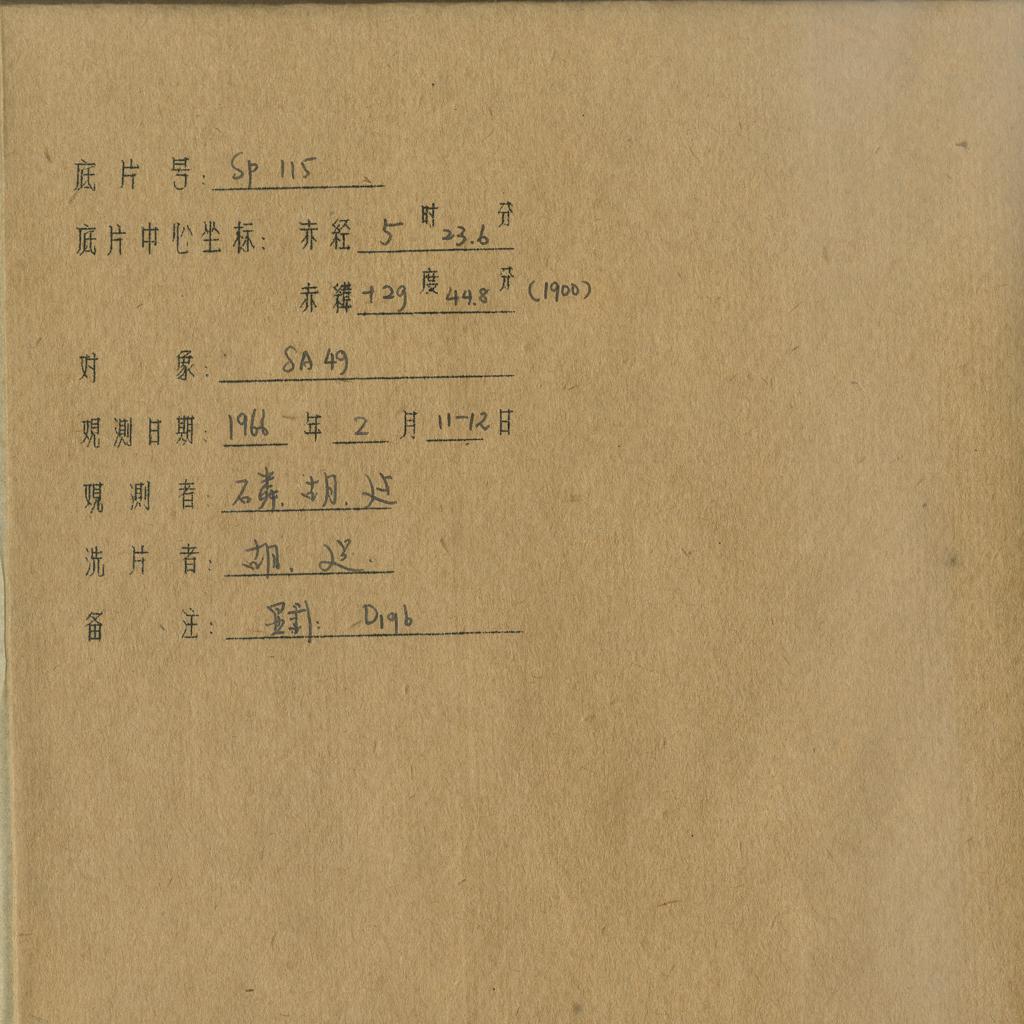 底片号: Sp 115
底片中心坐标: 赤经 5 时 23.6 分
赤緯 +29 度 44.8 分 (1900)
对 象: SA 49
观测日期: 1966 年 2 月 11-12 日
观测者: 磷. 胡.
洗片者: 胡.
备 注: D19b